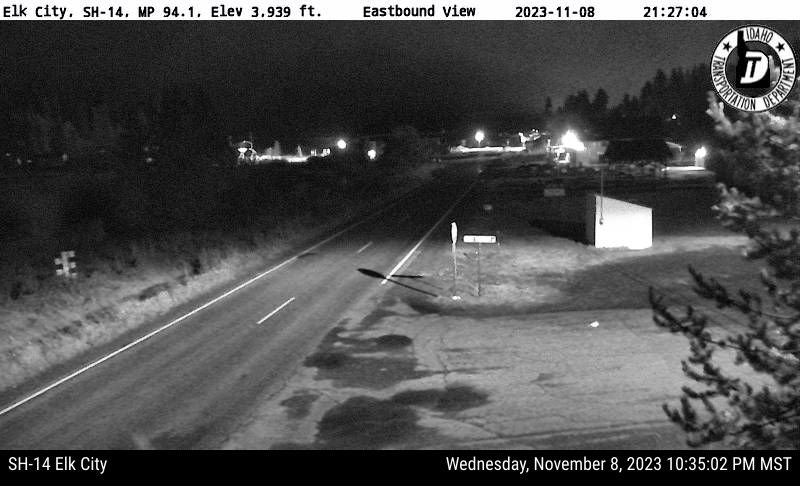 Elk City, SH-14, MP 94.1, Elev 3,939 ft. Eastbound View 2023-11-08 21:27:04
IDAHO
TRANSPORTATION DEPARTMENT
SH-14 Elk City Wednesday, November 8, 2023 10:35:02 PM MST